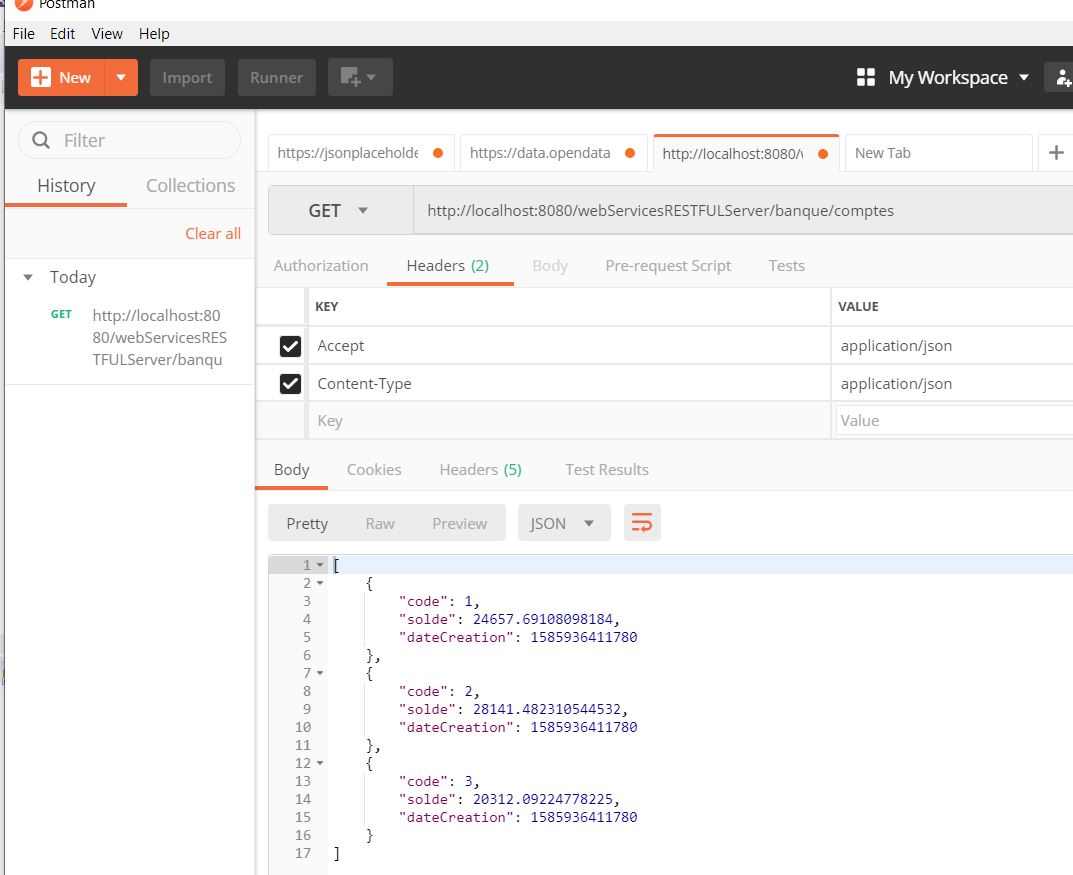 Postman
File Edit View Help
New Import Runner My Workspace
Filter
History Collections
Clear all
Today
GET http://localhost:80
80/webServicesRES
TFULServer/banqu
https://jsonplaceholde https://data.opendata http://localhost:8080/ New Tab +
GET http://localhost:8080/webServicesRESTFULServer/banque/comptes
Authorization Headers (2) Body Pre-request Script Tests
KEY VALUE
Accept application/json
Content-Type application/json
Key Value
Body Cookies Headers (5) Test Results
Pretty Raw Preview JSON
1 [
2 {
3 "code": 1,
4 "solde": 24657.69108098184,
5 "dateCreation": 1585936411780
6 },
7 {
8 "code": 2,
9 "solde": 28141.482310544532,
10 "dateCreation": 1585936411780
11 },
12 {
13 "code": 3,
14 "solde": 20312.09224778225,
15 "dateCreation": 1585936411780
16 }
17 ]